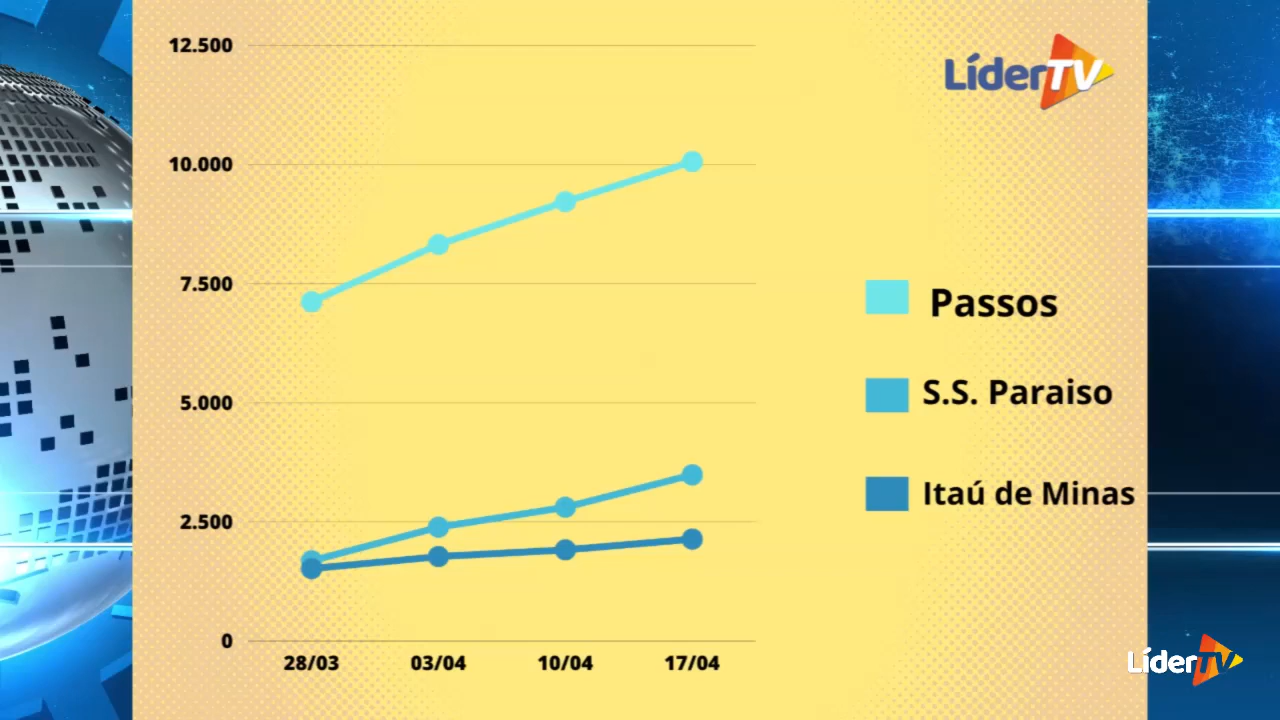 12.500
LíderTV
10.000
7.500
Passos
5.000
S.S. Paraiso
Itaú de Minas
2.500
0
28/03 03/04 10/04 17/04
LíderTV